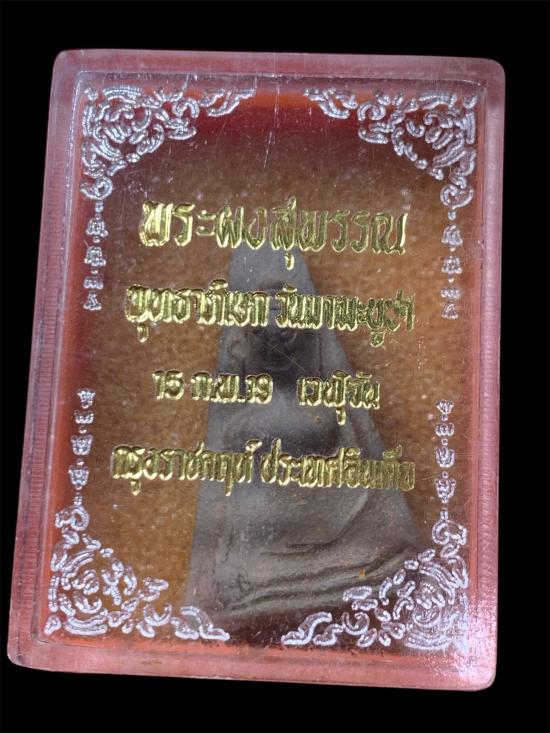 พระผงสุพรรณ
พุทธาภิเษก วันมาฆะบูชา
15 ก.พ. 19 เวฬุวัน
กรุงราชคฤห์ ประเทศอินเดีย